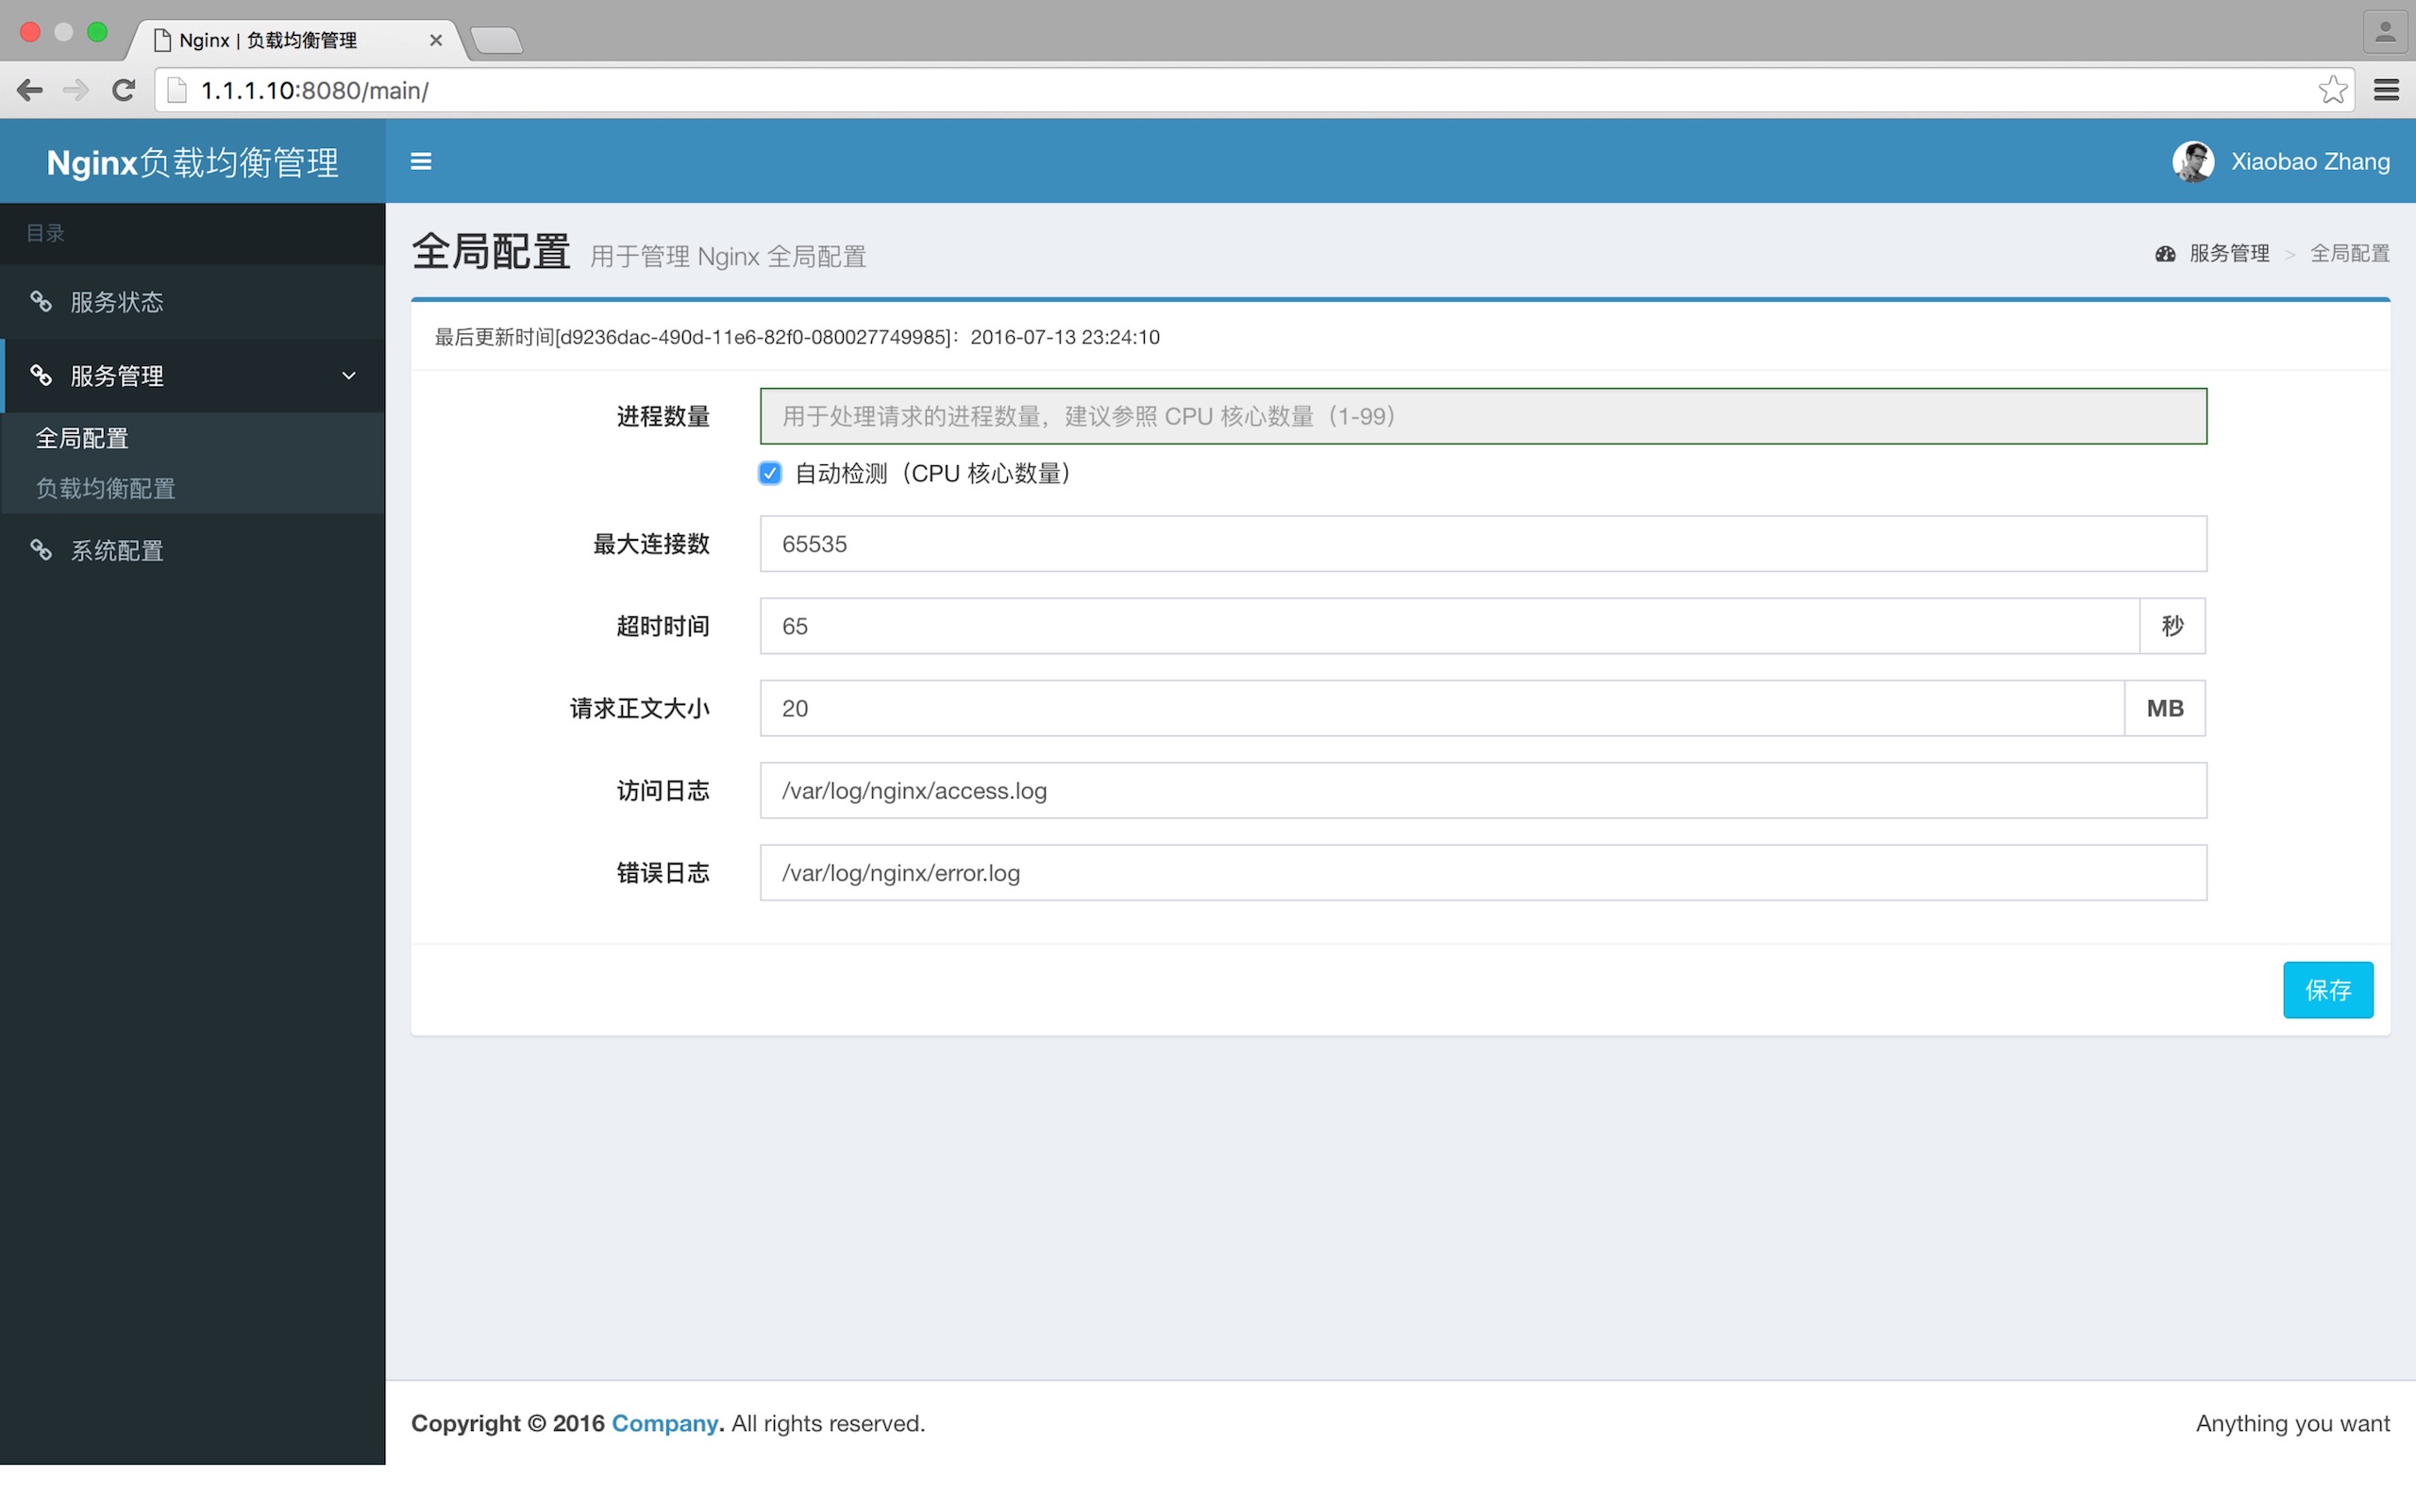 Nginx | 负载均衡管理
1.1.1.10:8080/main/
Nginx负载均衡管理
Xiaobao Zhang
目录
服务状态
服务管理
全局配置
负载均衡配置
系统配置
全局配置 用于管理 Nginx 全局配置
服务管理 > 全局配置
最后更新时间[d9236dac-490d-11e6-82f0-080027749985]：2016-07-13 23:24:10
进程数量 用于处理请求的进程数量，建议参照 CPU 核心数量（1-99）
自动检测（CPU 核心数量）
最大连接数 65535
超时时间 65 秒
请求正文大小 20 MB
访问日志 /var/log/nginx/access.log
错误日志 /var/log/nginx/error.log
保存
Copyright © 2016 Company. All rights reserved.
Anything you want